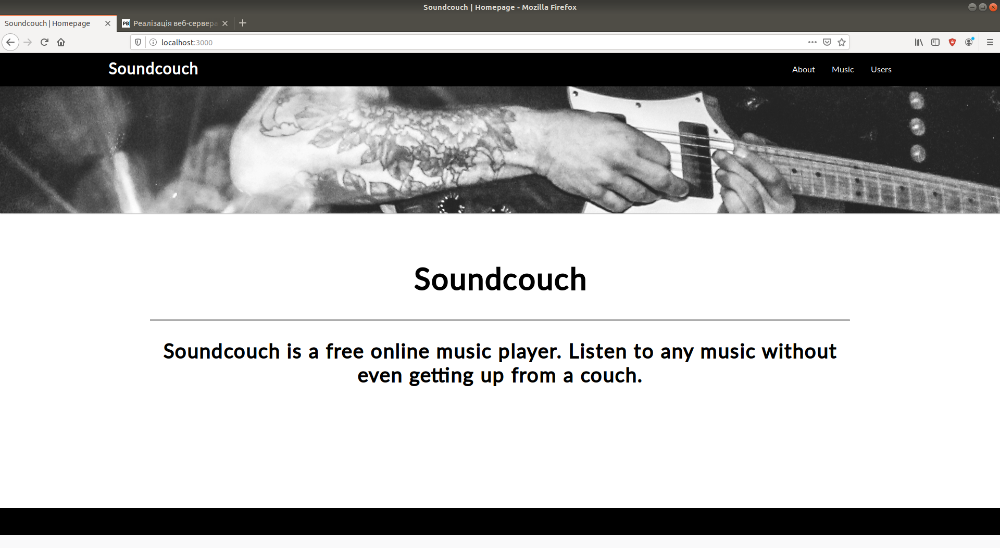 Soundcouch | Homepage - Mozilla Firefox
Soundcouch | Homepage
PB Реалізація веб-сервера
localhost:3000
Soundcouch
About Music Users
Soundcouch
Soundcouch is a free online music player. Listen to any music without
even getting up from a couch.